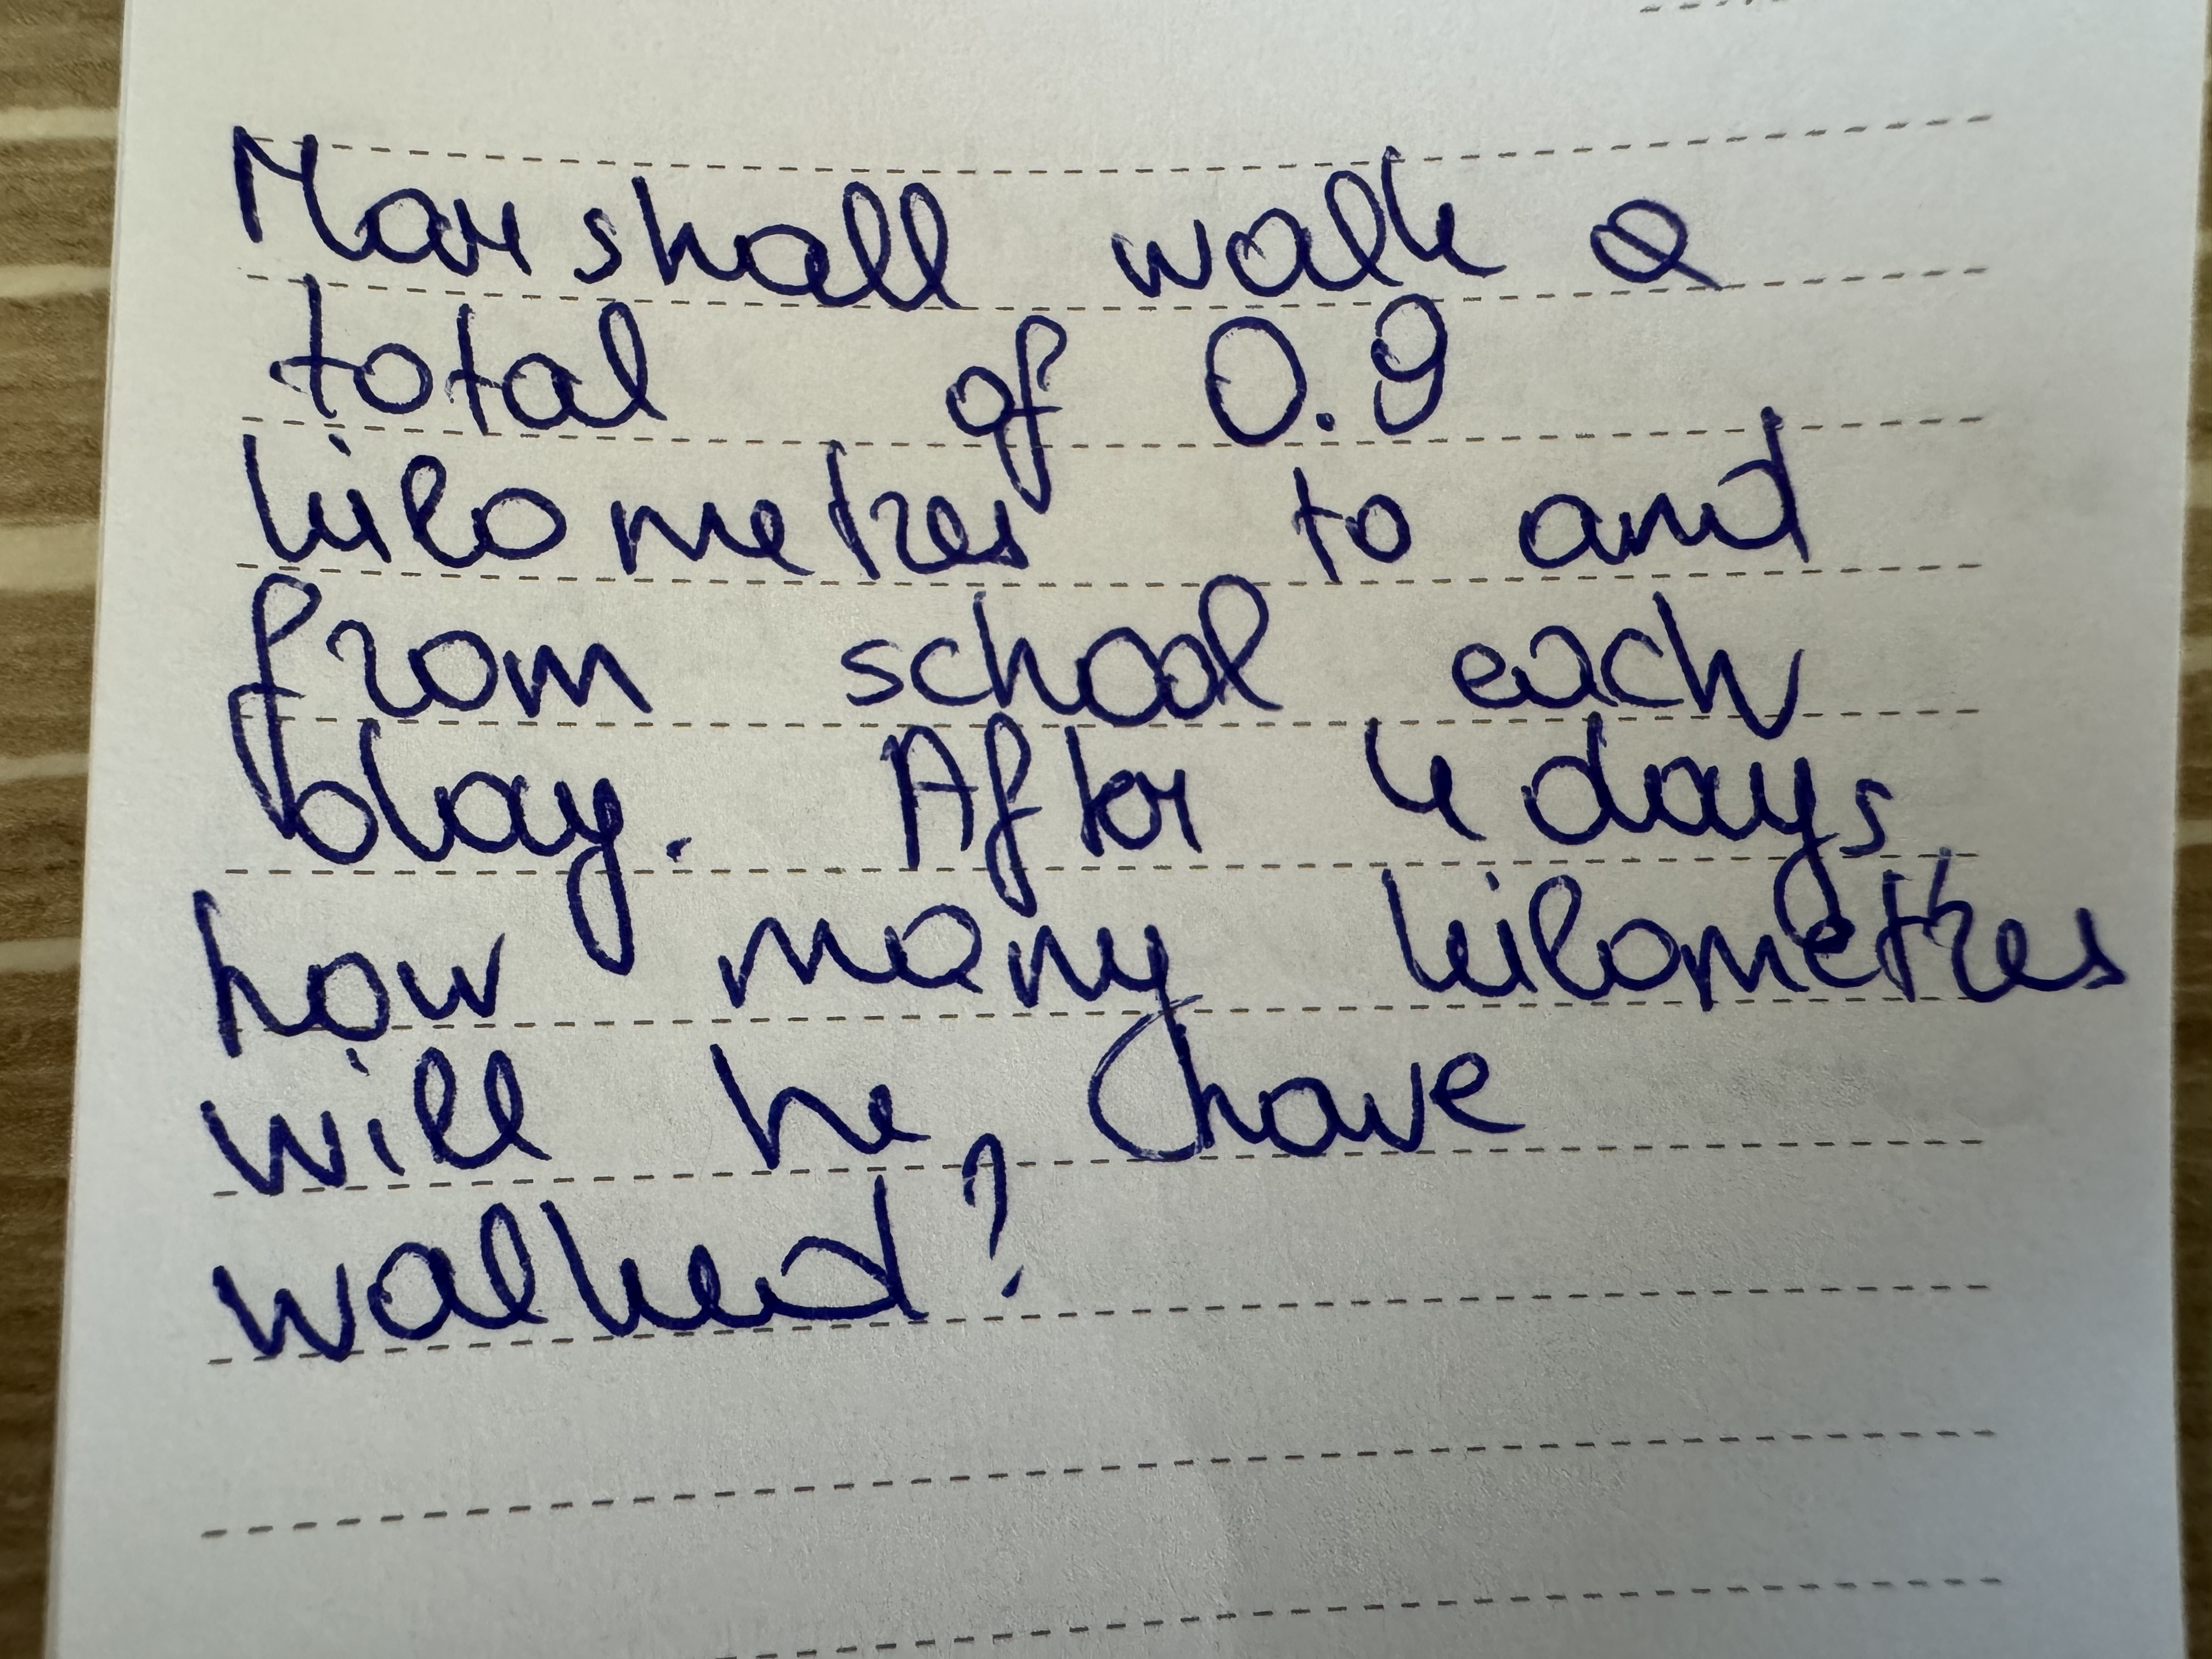 Marshall walk a
total of 0.9
kilometres to and
from school each
day. After 4 days
how many kilometres
will he have
walked?